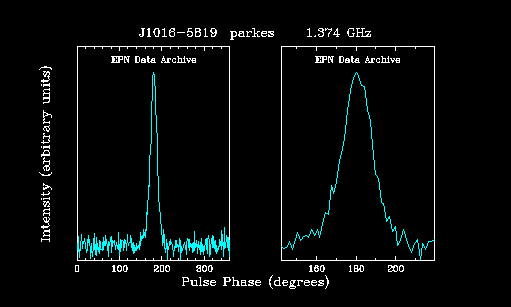 J1016-5819 parkes 1.374 GHz
EPN Data Archive EPN Data Archive
Intensity (arbitrary units)
0 100 200 300 160 180 200
Pulse Phase (degrees)